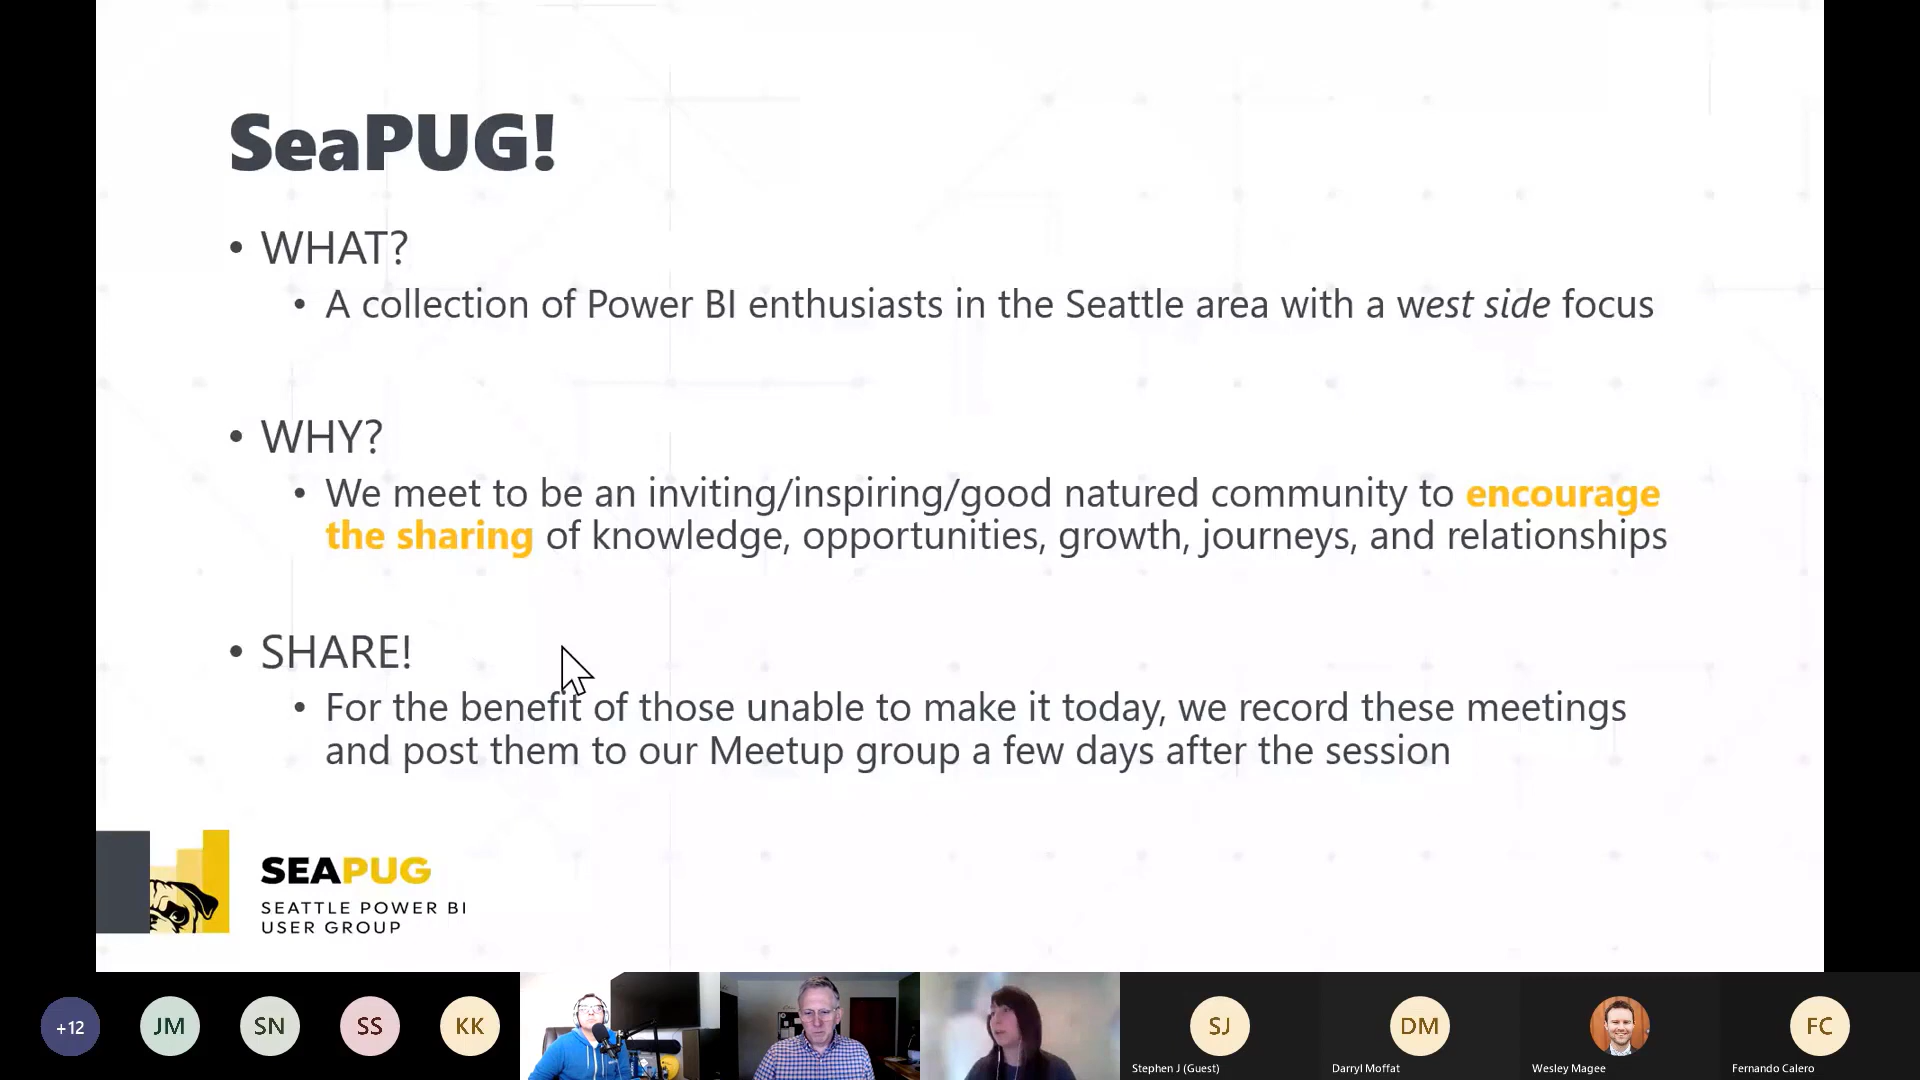 SeaPUG!
• WHAT?
• A collection of Power BI enthusiasts in the Seattle area with a west side focus
• WHY?
• We meet to be an inviting/inspiring/good natured community to encourage
the sharing of knowledge, opportunities, growth, journeys, and relationships
• SHARE!
• For the benefit of those unable to make it today, we record these meetings
and post them to our Meetup group a few days after the session
SEAPUG
SEATTLE POWER BI
USER GROUP
+12
JM
SN
SS
KK
SJ
DM
FC
Stephen J (Guest)
Darryl Moffat
Wesley Magee
Fernando Calero